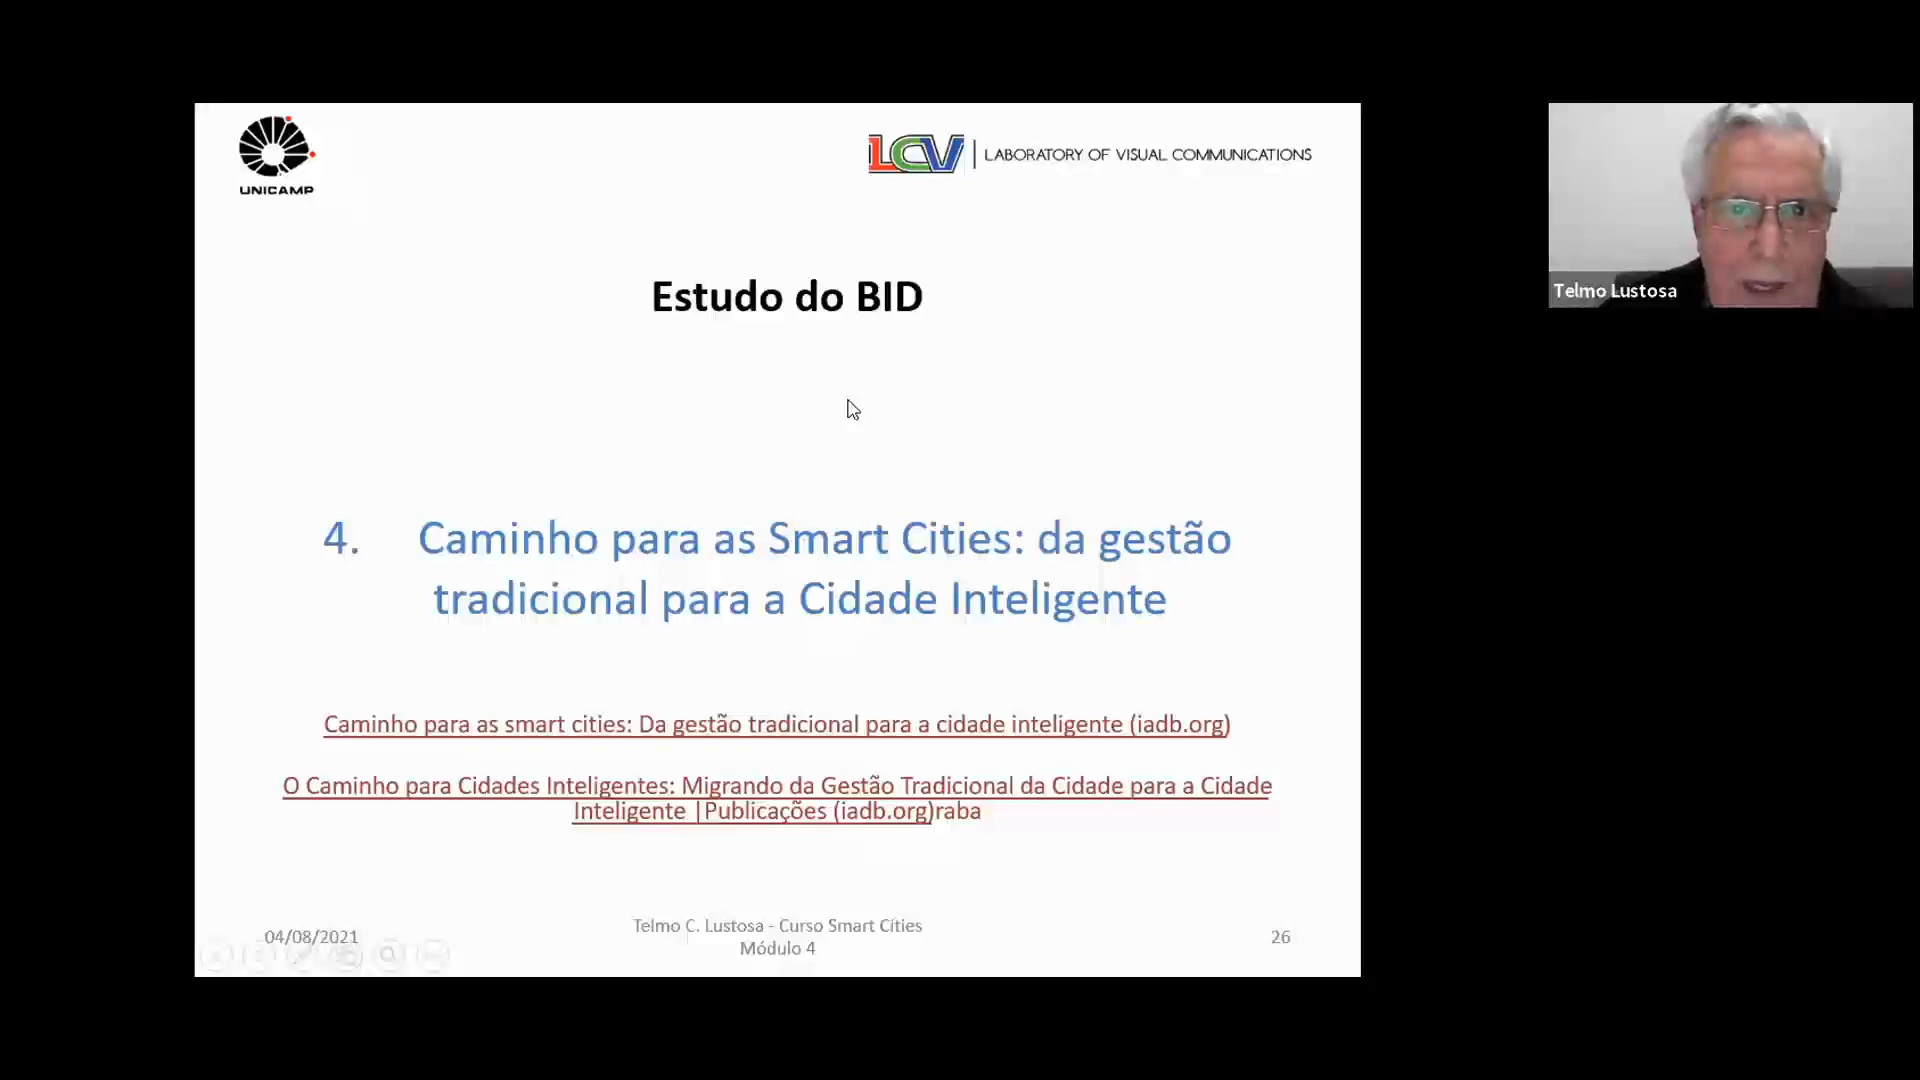 UNICAMP
LCV | LABORATORY OF VISUAL COMMUNICATIONS
Telmo Lustosa
Estudo do BID
4. Caminho para as Smart Cities: da gestão
tradicional para a Cidade Inteligente
Caminho para as smart cities: Da gestão tradicional para a cidade inteligente (iadb.org)
O Caminho para Cidades Inteligentes: Migrando da Gestão Tradicional da Cidade para a Cidade
Inteligente |Publicações (iadb.org)raba
04/08/2021
Telmo C. Lustosa - Curso Smart Cíties
Módulo 4
26